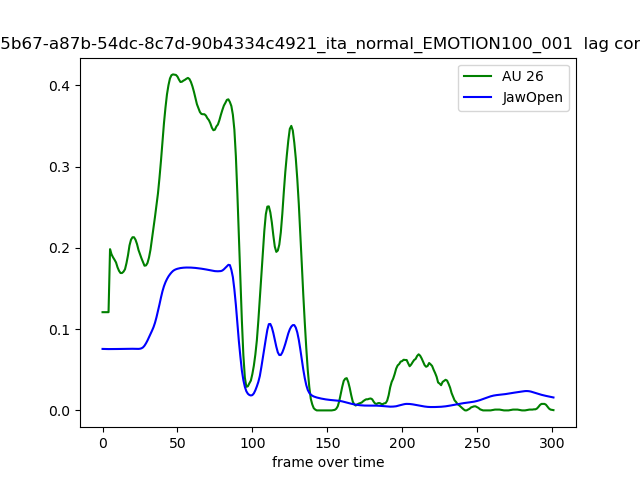 5b67-a87b-54dc-8c7d-90b4334c4921_ita_normal_EMOTION100_001 lag cor
AU 26
JawOpen
0.4
0.3
0.2
0.1
0.0
0 50 100 150 200 250 300
frame over time